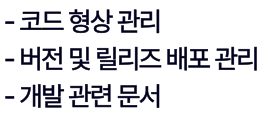 - 코드 형상 관리
- 버전 및 릴리즈 배포 관리
- 개발 관련 문서